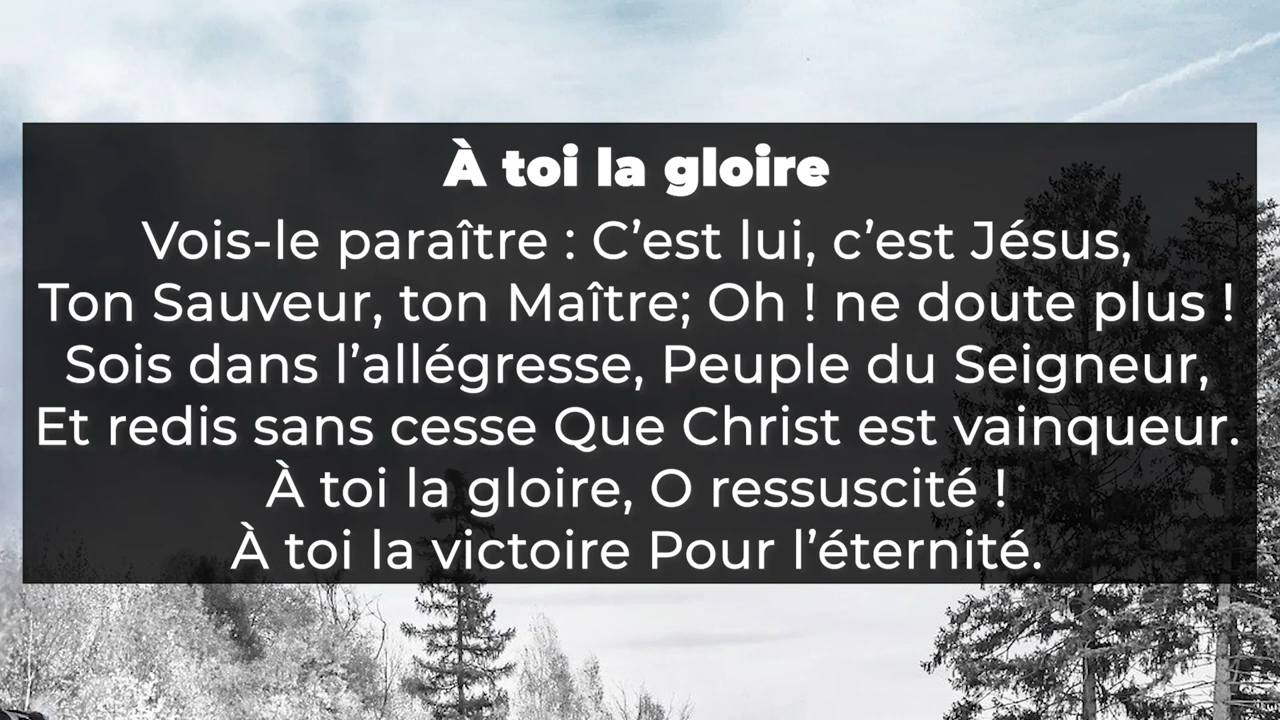 À toi la gloire
Vois-le paraître : C’est lui, c’est Jésus,
Ton Sauveur, ton Maître; Oh ! ne doute plus !
Sois dans l’allégresse, Peuple du Seigneur,
Et redis sans cesse Que Christ est vainqueur.
À toi la gloire, O ressuscité !
À toi la victoire Pour l’éternité.